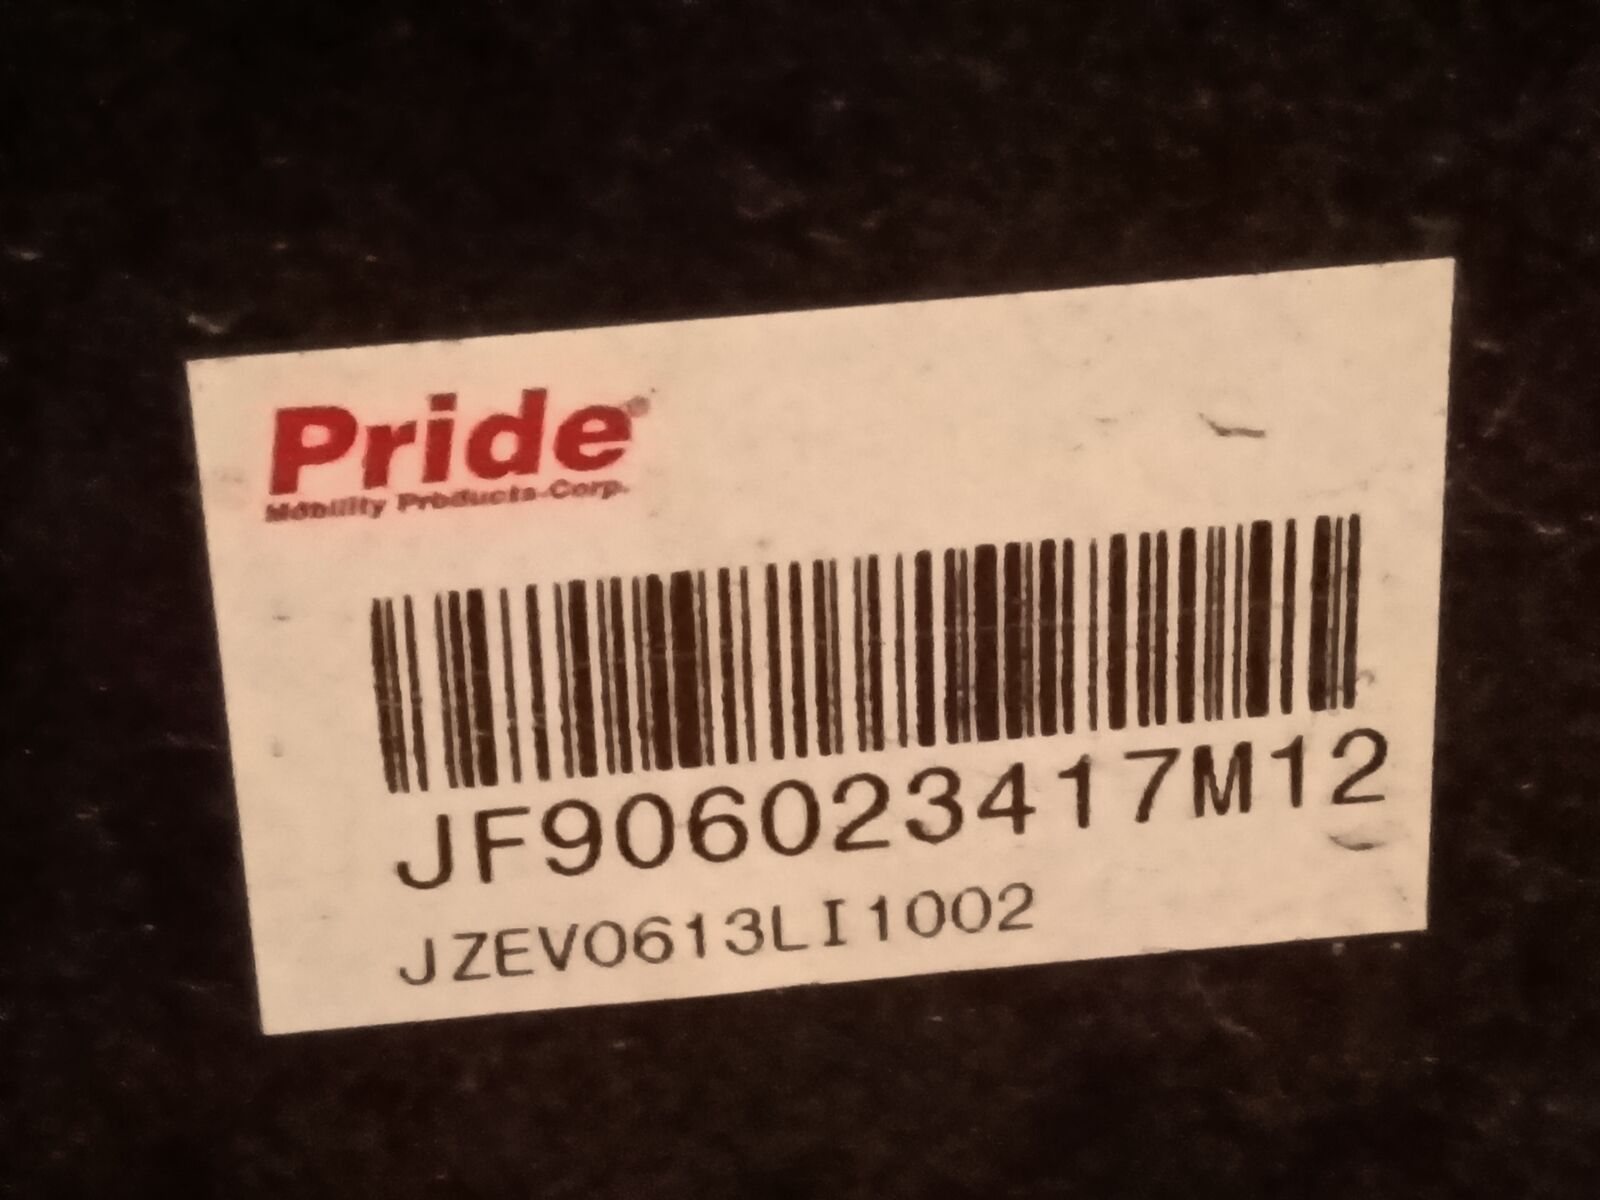 Pride
Mobility Products Corp.
JF906023417M12
JZEV0613LI1002